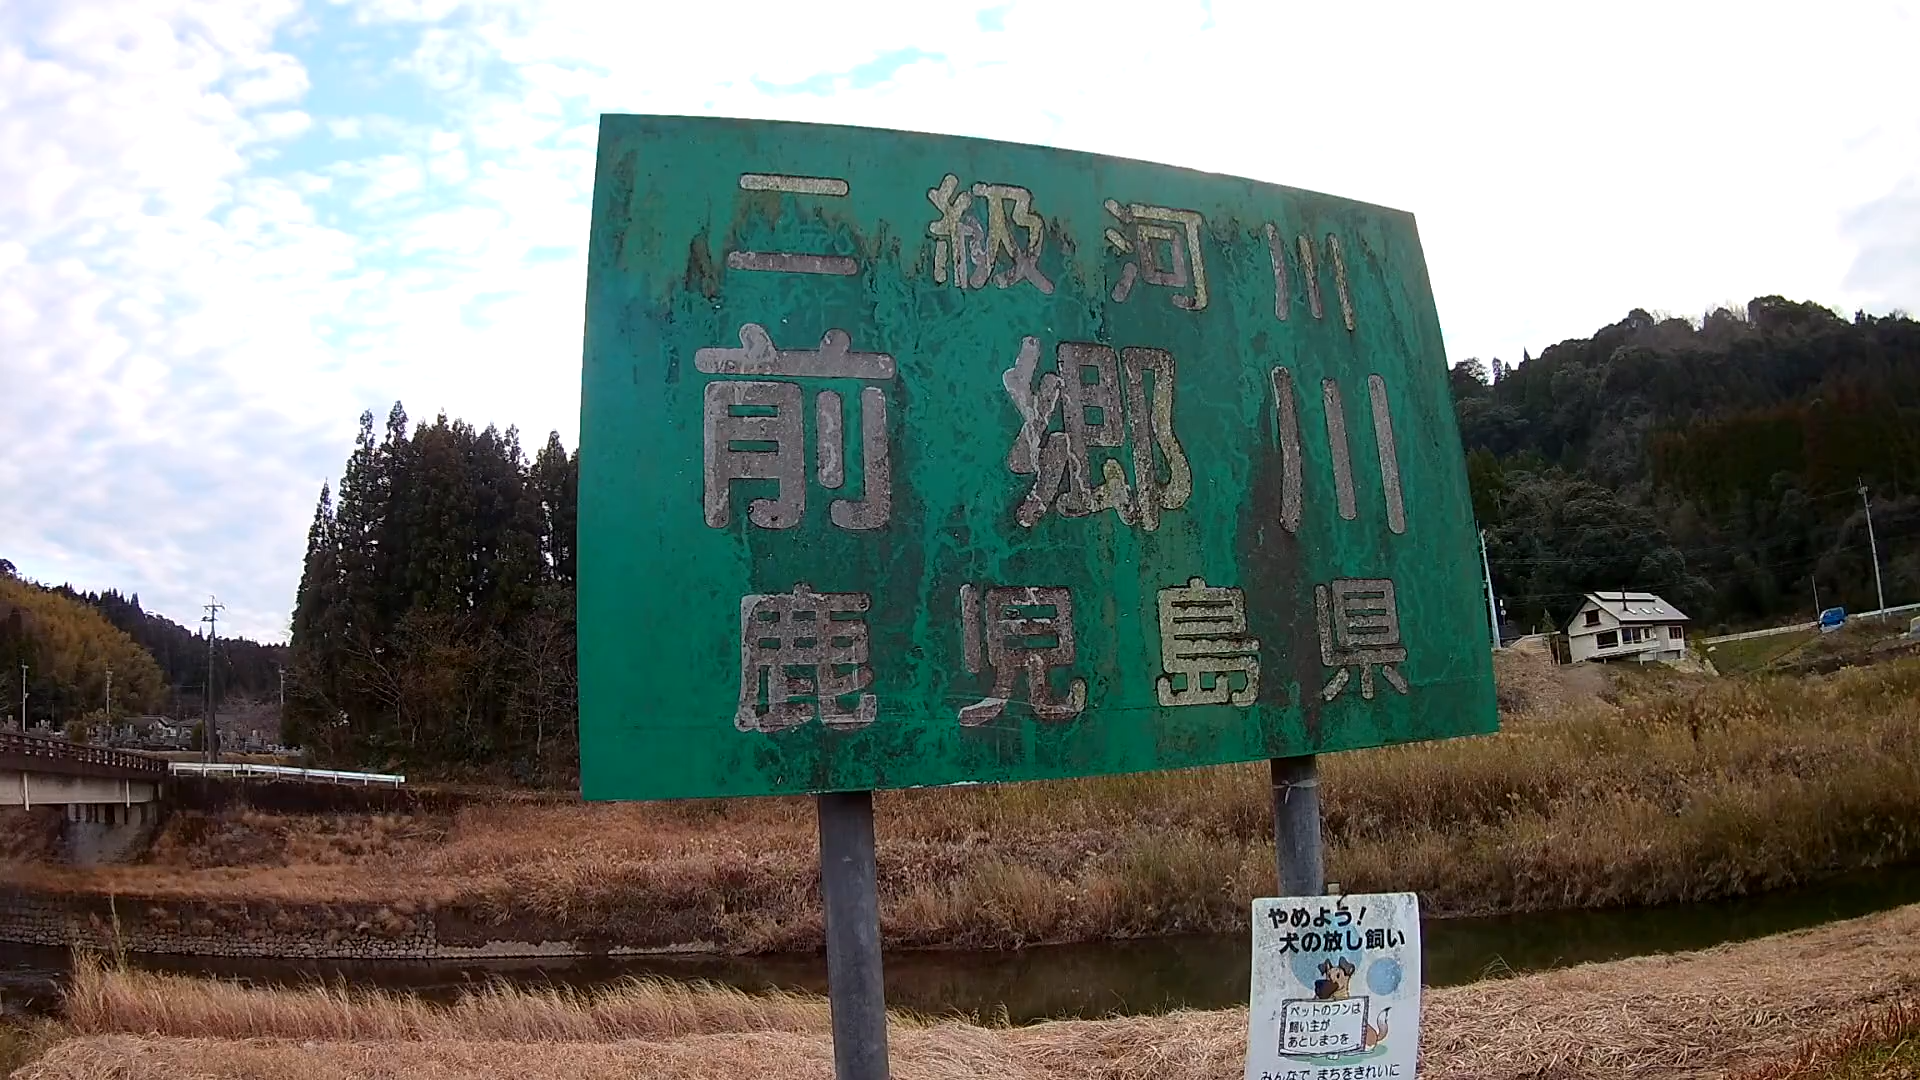 二級河川
前郷川
鹿児島県
やめよう!
犬の放し飼い
ペットのフンは
飼い主が
あとしまつを
みんなで まちをきれいに